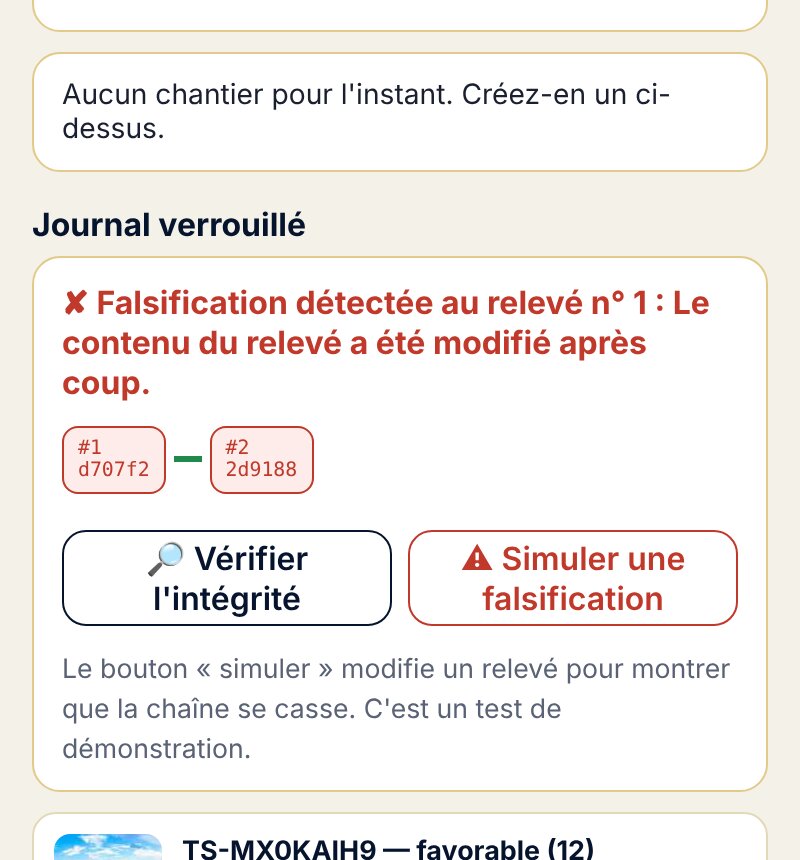 Aucun chantier pour l'instant. Créez-en un ci-
dessus.
Journal verrouillé
✘ Falsification détectée au relevé n° 1 : Le
contenu du relevé a été modifié après
coup.
#1
d707f2
#2
2d9188
🔎 Vérifier
l'intégrité
⚠ Simuler une
falsification
Le bouton « simuler » modifie un relevé pour montrer
que la chaîne se casse. C'est un test de
démonstration.
TS-MX0KAIH9 — favorable (12)